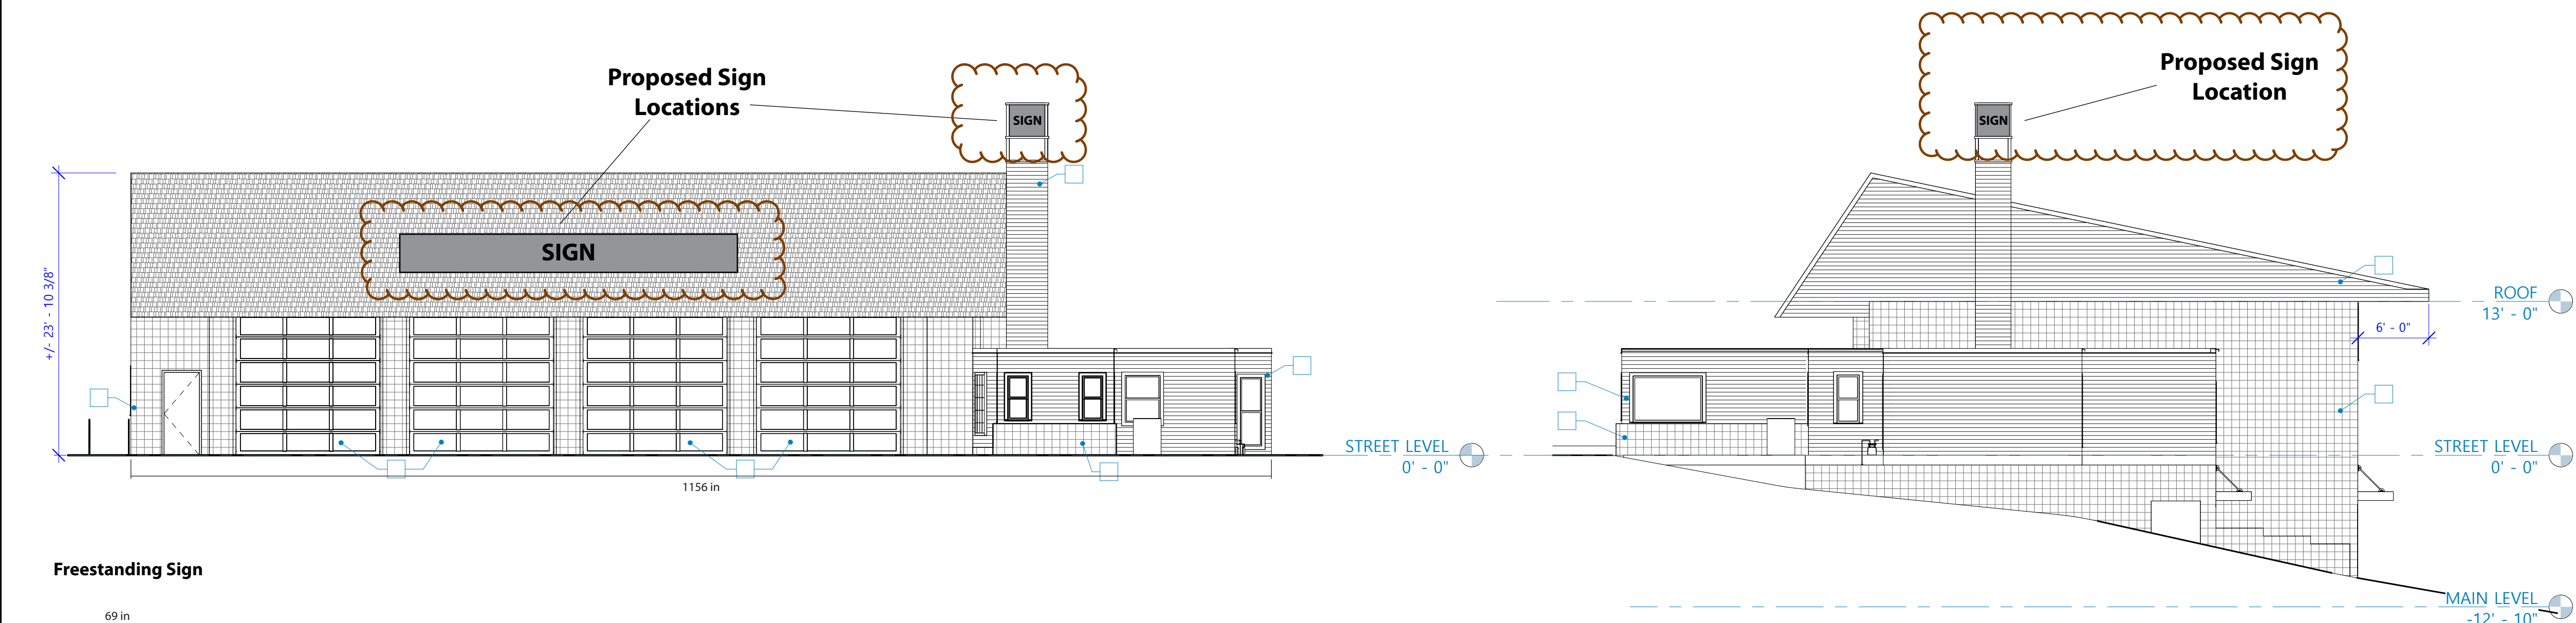 Proposed Sign
Locations
SIGN
SIGN
+/- 23' - 10 3/8"
1156 in
STREET LEVEL
0' - 0"
Proposed Sign
Location
SIGN
ROOF
13' - 0"
6' - 0"
STREET LEVEL
0' - 0"
MAIN LEVEL
-12' - 10"
Freestanding Sign
69 in